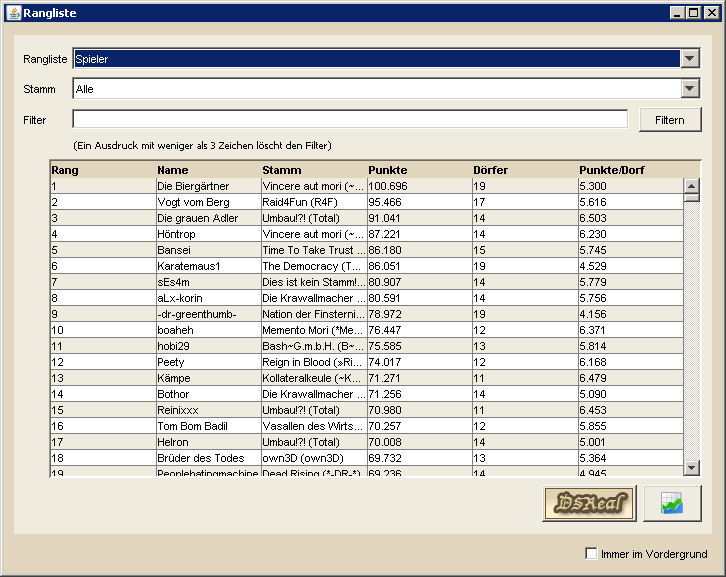 Rangliste
Rangliste Spieler
Stamm Alle
Filter Filtern
(Ein Ausdruck mit weniger als 3 Zeichen löscht den Filter)
Rang Name Stamm Punkte Dörfer Punkte/Dorf
1 Die Biergärtner Vincere aut mori (~... 100.696 19 5.300
2 Vogt vom Berg Raid4Fun (R4F) 95.466 17 5.616
3 Die grauen Adler Umbau!?! (Total) 91.041 14 6.503
4 Höntrop Vincere aut mori (~... 87.221 14 6.230
5 Bansei Time To Take Trust ... 86.180 15 5.745
6 Karatemaus1 The Democracy (T... 86.051 19 4.529
7 sEs4m Dies ist kein Stamm!... 80.907 14 5.779
8 aLx-korin Die Krawallmacher ... 80.591 14 5.756
9 -dr-greenthumb- Nation der Finsterni... 78.972 19 4.156
10 boaheh Memento Mori (*Me... 76.447 12 6.371
11 hobi29 Bash~G.m.b.H. (B~... 75.585 13 5.814
12 Peety Reign in Blood (»Ri... 74.017 12 6.168
13 Kämpe Kollateralkeule (~K... 71.271 11 6.479
14 Bothor Die Krawallmacher ... 71.256 14 5.090
15 Reinixxx Umbau!?! (Total) 70.980 11 6.453
16 Tom Bom Badil Vasallen des Wirts... 70.257 12 5.855
17 Helron Umbau!?! (Total) 70.008 14 5.001
18 Brüder des Todes own3D (own3D) 69.732 13 5.364
19 Peoplehatingmachine Dead Rising (*-DR-*) 69.236 14 4.945
DSReal
Immer im Vordergrund